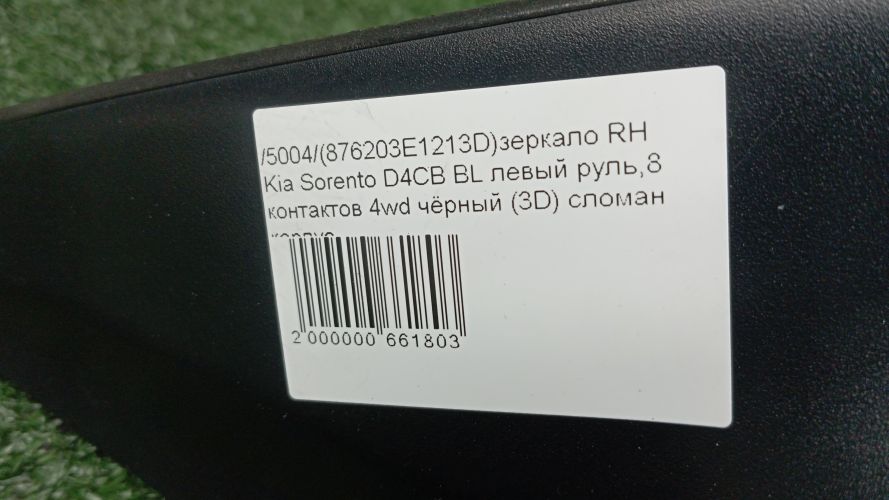 /5004/(876203E1213D)зеркало RH
Kia Sorento D4CB BL левый руль,8
контактов 4wd чёрный (3D) сломан
2 000000 661803